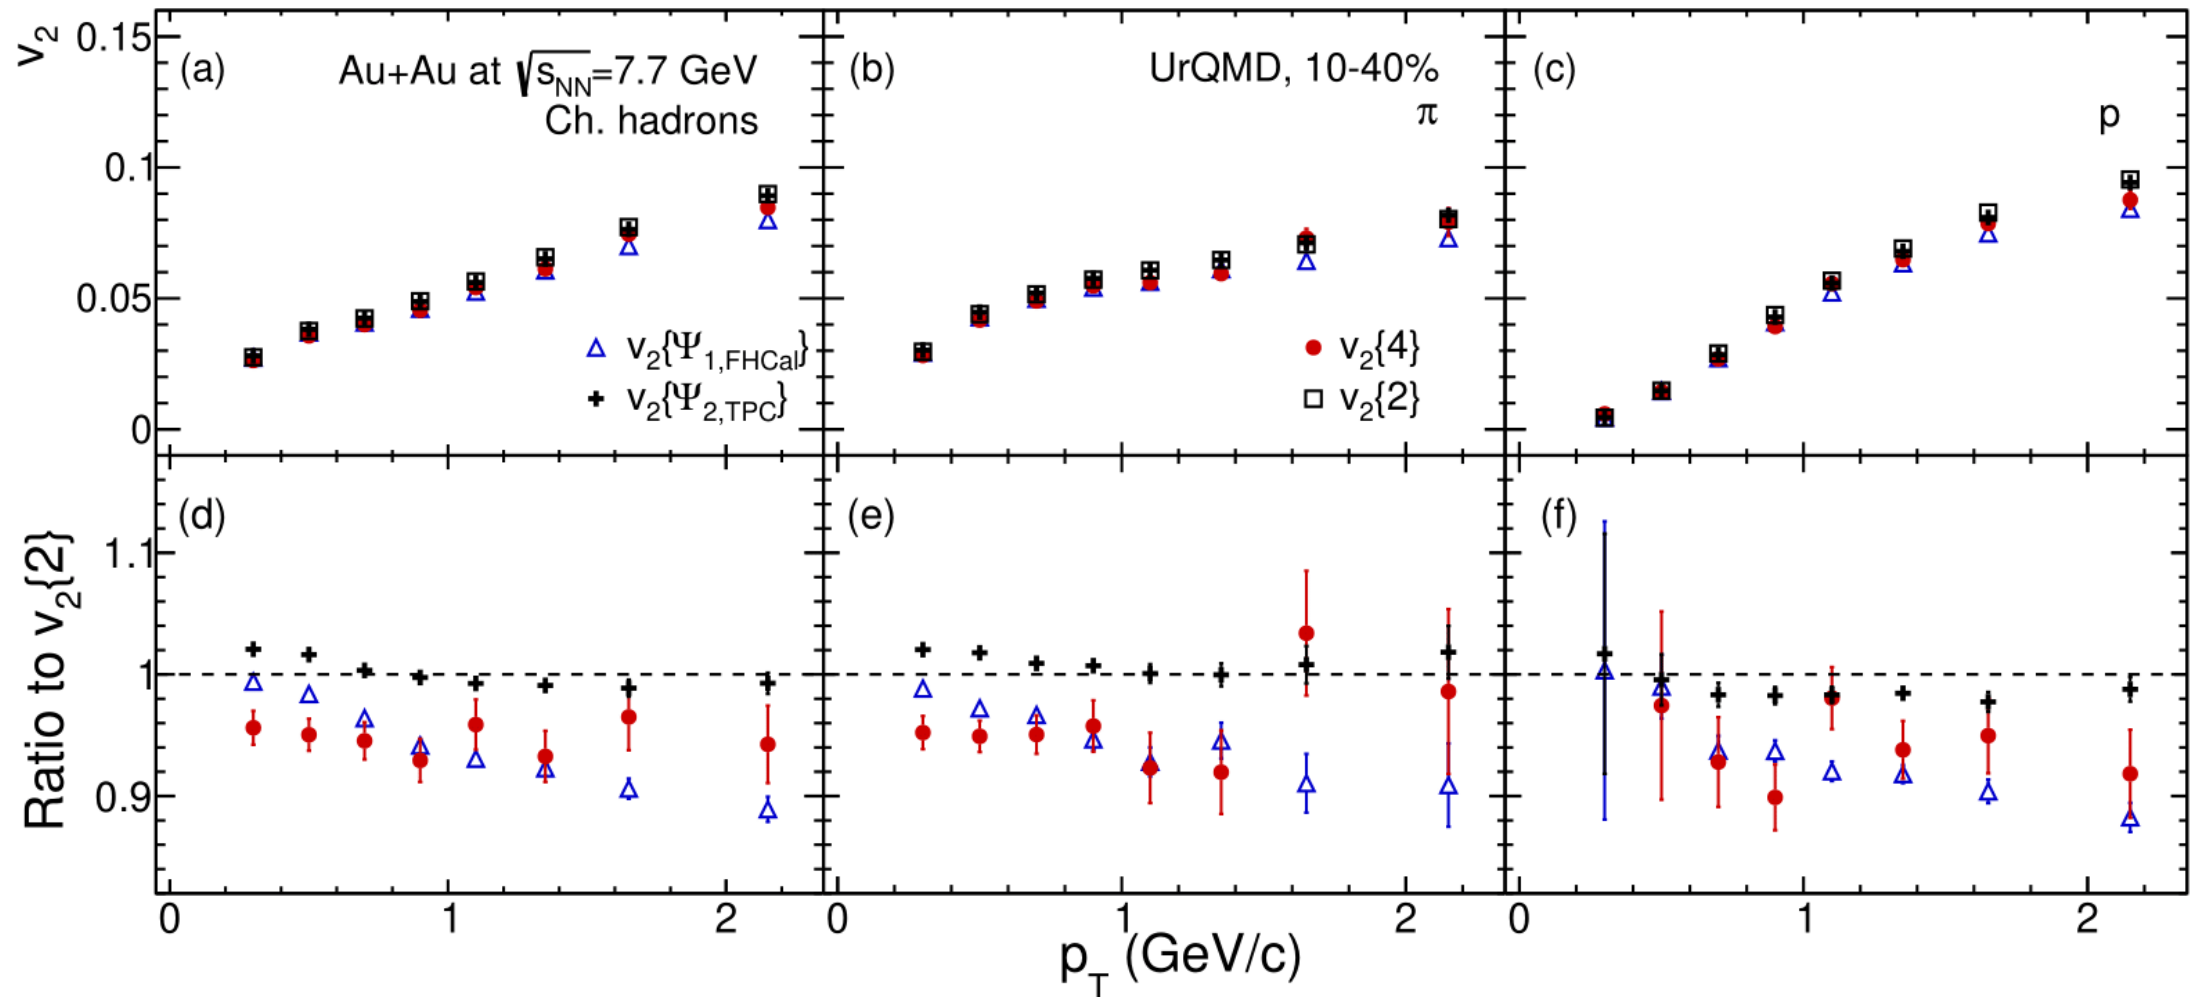 v₂
0.15
0.1
0.05
0
(a)
Au+Au at √sNN=7.7 GeV
Ch. hadrons
v₂{Ψ1,FHCal}
v₂{Ψ2,TPC}
(b)
UrQMD, 10-40%
π
v₂{4}
v₂{2}
(c)
p
Ratio to v₂{2}
1.1
1
0.9
(d)
(e)
(f)
0 1 2 0 1 2 0 1 2
pT (GeV/c)